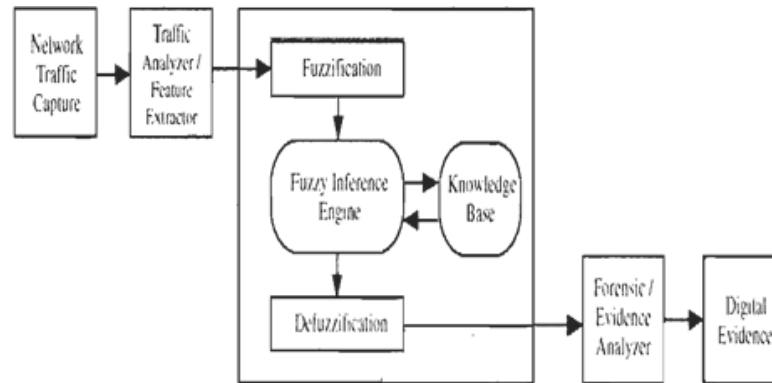 Network
Traffic
Capture
Traffic
Analyzer /
Feature
Extractor
Fuzzification
Fuzzy Inference
Engine
Knowledge
Base
Defuzzification
Forensic /
Evidence
Analyzer
Digital
Evidence